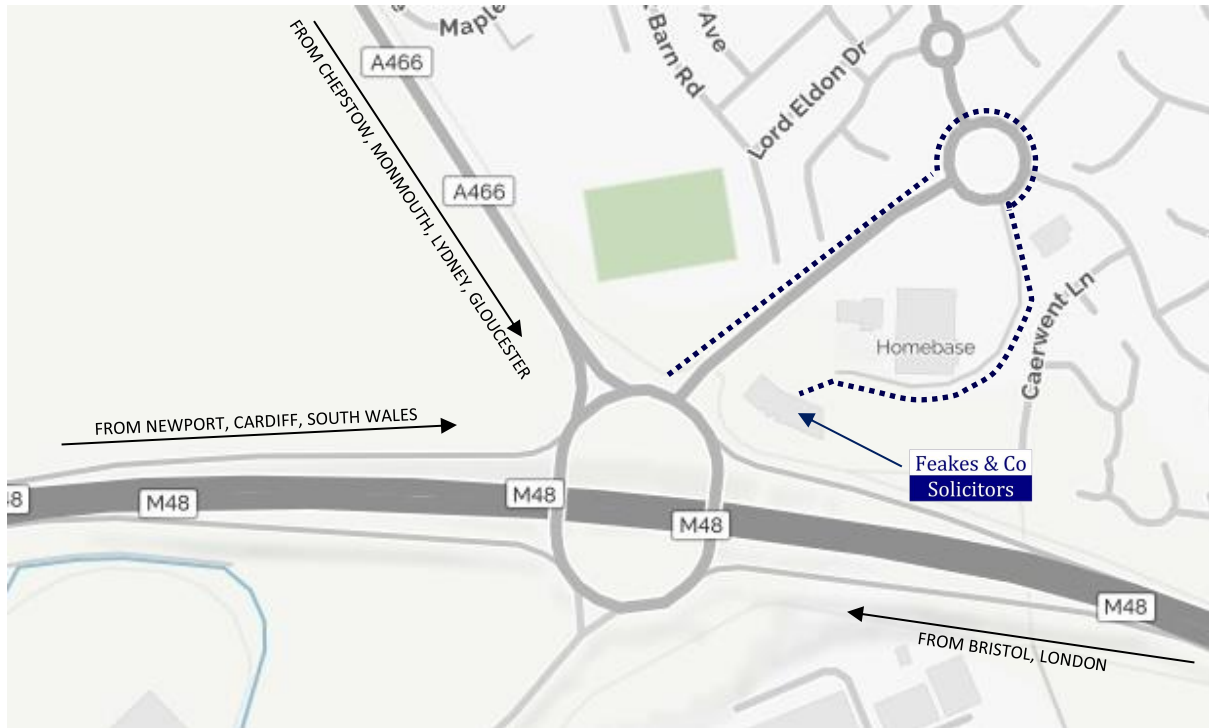 Maple
Ave
Barn Rd
Lord Eldon Dr
A466
FROM CHEPSTOW, MONMOUTH, LYDNEY, GLOUCESTER
A466
Homebase
Caerwent Ln
FROM NEWPORT, CARDIFF, SOUTH WALES
Feakes & Co
Solicitors
48
M48
M48
M48
M48
FROM BRISTOL, LONDON